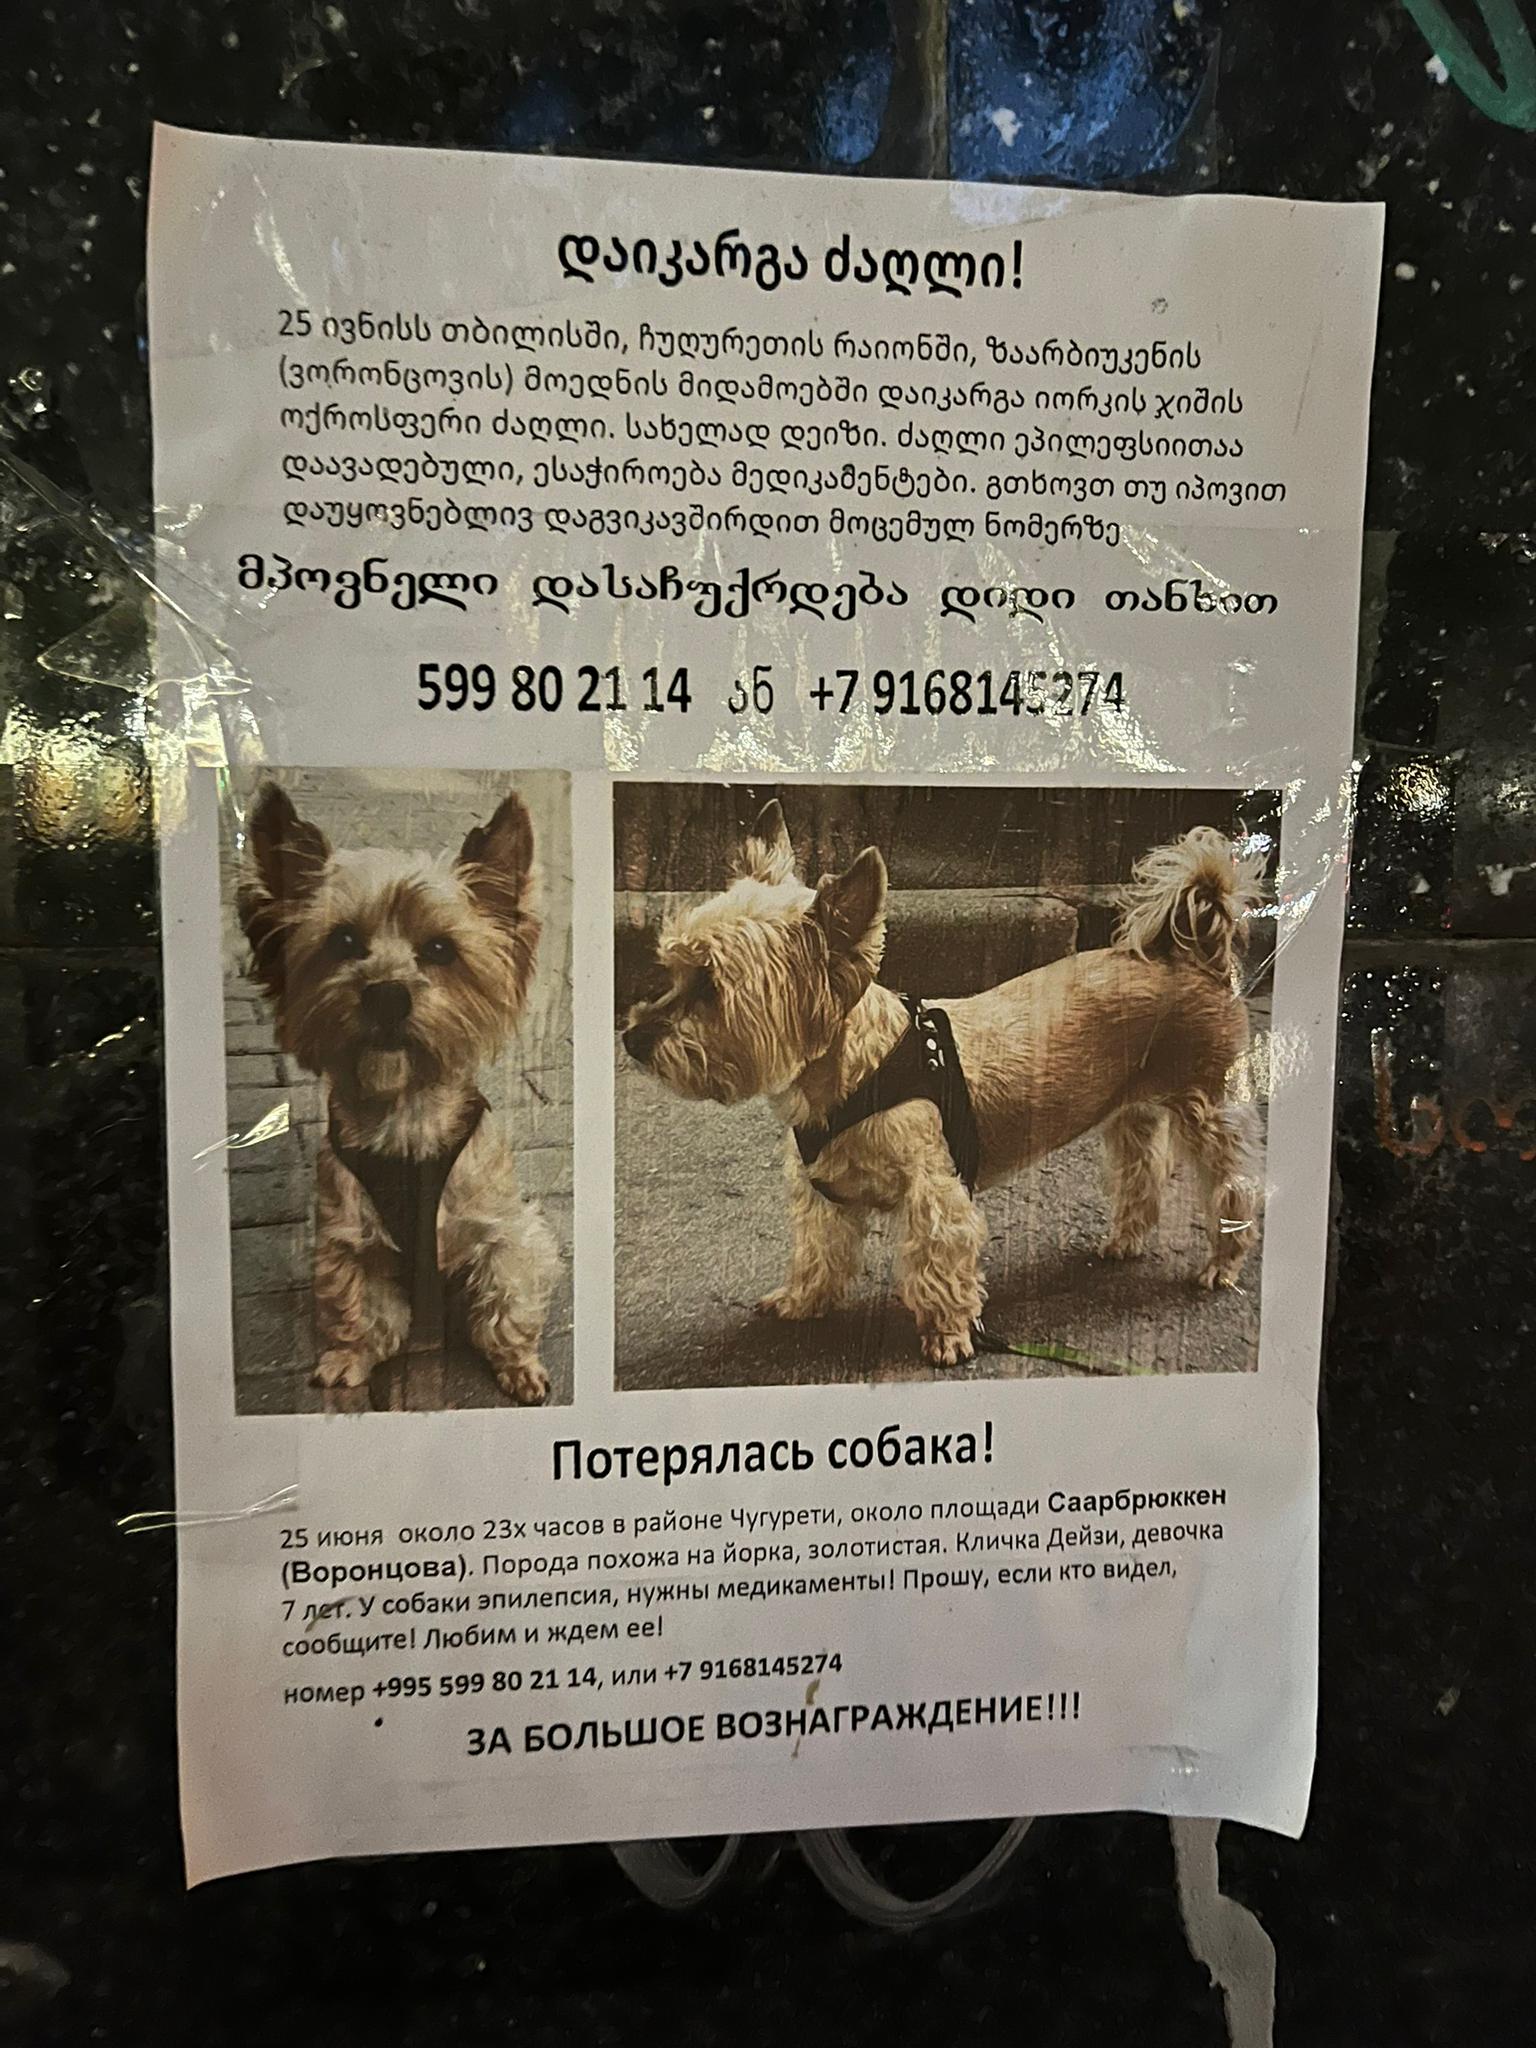 დაიკარგა ძაღლი!
25 ივნისს თბილისში, ჩუღურეთის რაიონში, ზაარბიუკენის
(ვორონცოვის) მოედნის მიდამოებში დაიკარგა იორკის ჯიშის
ოქროსფერი ძაღლი. სახელად დეიზი. ძაღლი ეპილეფსიითაა
დაავადებული, ესაჭიროება მედიკამენტები. გთხოვთ თუ იპოვით
დაუყოვნებლივ დაგვიკავშირდით მოცემულ ნომერზე
მპოვნელი დასაჩუქრდება დიდი თანხით
599 80 21 14 ან +7 9168145274
Потерялась собака!
25 июня около 23х часов в районе Чугурети, около площади Саарбрюккен
(Воронцова). Порода похожа на йорка, золотистая. Кличка Дейзи, девочка
7 лет. У собаки эпилепсия, нужны медикаменты! Прошу, если кто видел,
сообщите! Любим и ждем ее!
номер +995 599 80 21 14, или +7 9168145274
ЗА БОЛЬШОЕ ВОЗНАГРАЖДЕНИЕ!!!